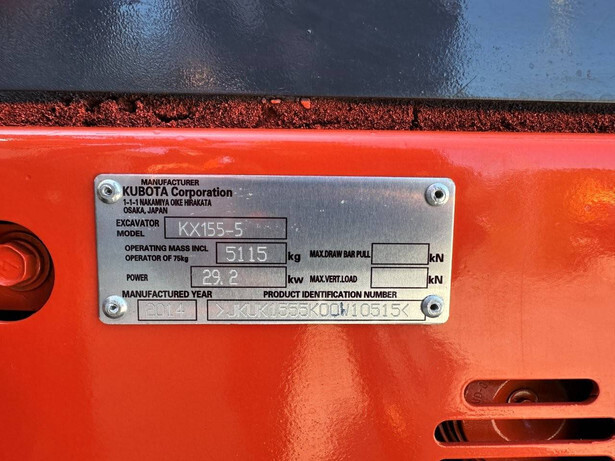 MANUFACTURER
KUBOTA Corporation
1-1-1 NAKAMIYA OIKE HIRAKATA
OSAKA, JAPAN
EXCAVATOR MODEL KX155-5
OPERATING MASS INCL OPERATOR OF 75kg 5115 kg MAX.DRAW BAR PULL kN
POWER 29.2 kw MAX.VERT.LOAD kN
MANUFACTURED YEAR PRODUCT IDENTIFICATION NUMBER
2014 >JKUK1555K00W10515<